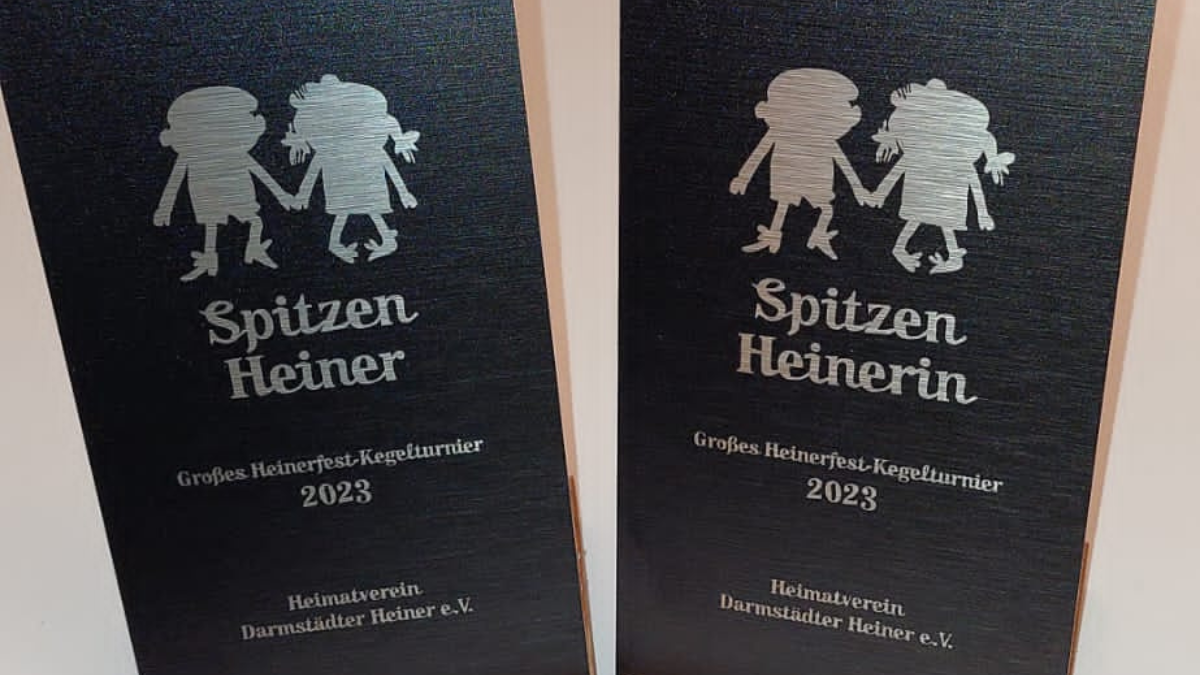 Spitzen
Heiner
Großes Heinerfest-Kegelturnier
2023
Heimatverein
Darmstädter Heiner e.V.
Spitzen
Heinerin
Großes Heinerfest-Kegelturnier
2023
Heimatverein
Darmstädter Heiner e.V.